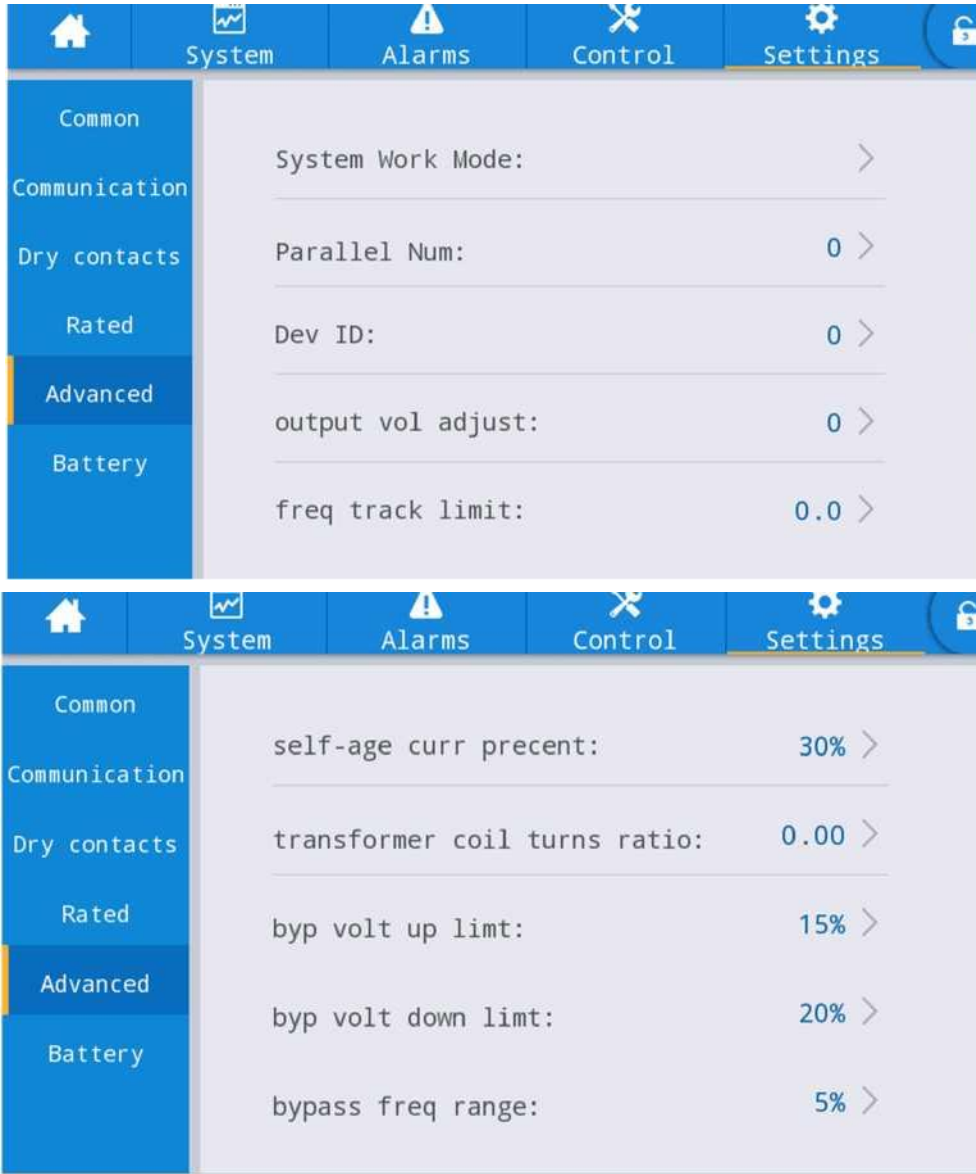 System Alarms Control Settings 3
Common
Communication
Dry contacts
Rated
Advanced
Battery
System Work Mode:
Parallel Num: 0
Dev ID: 0
output vol adjust: 0
freq track limit: 0.0
System Alarms Control Settings 3
Common
Communication
Dry contacts
Rated
Advanced
Battery
self-age curr precent: 30%
transformer coil turns ratio: 0.00
byp volt up limt: 15%
byp volt down limt: 20%
bypass freq range: 5%